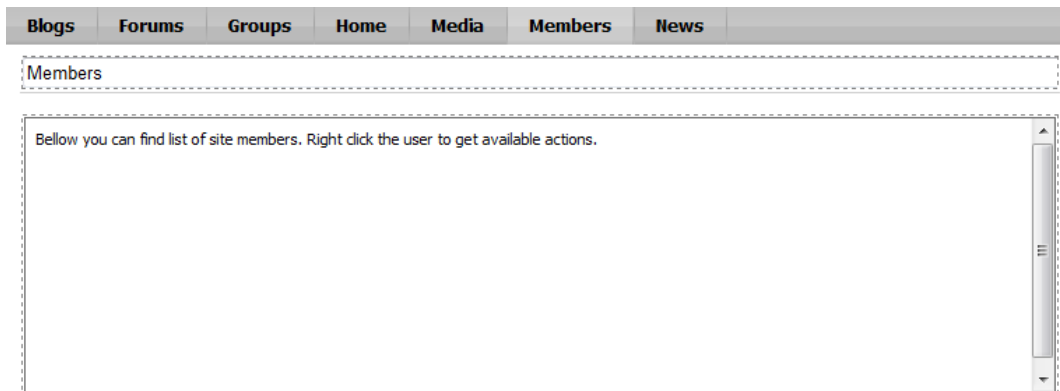 Blogs Forums Groups Home Media Members News
Members
Bellow you can find list of site members. Right click the user to get available actions.